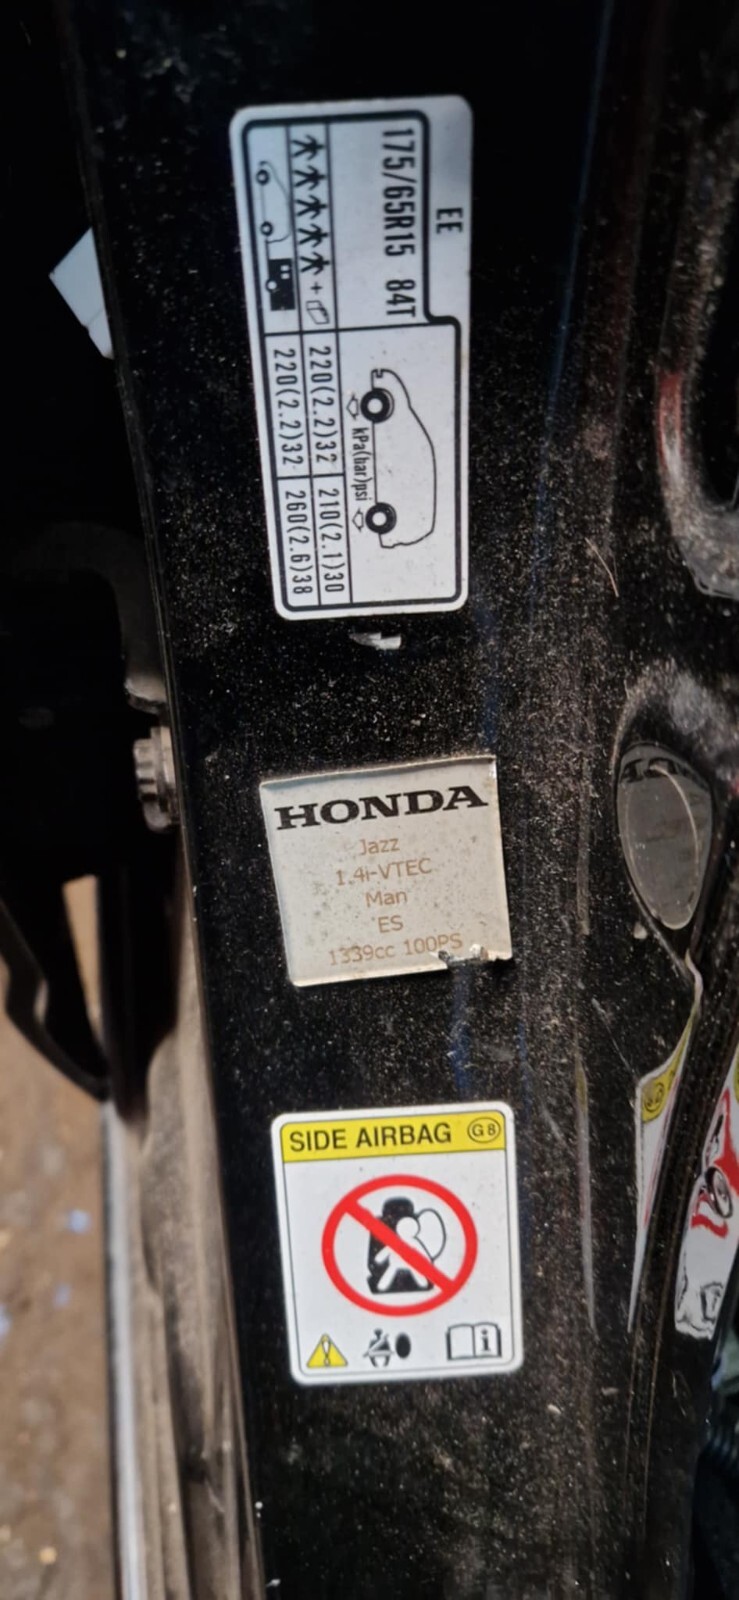 EE
175/65R15 84T
kPa(bar)psi
+ 220(2.2)32 210(2.1)30
220(2.2)32 260(2.6)38
HONDA
Jazz
1.4i-VTEC
Man
ES
1339cc 100PS
SIDE AIRBAG G8
i